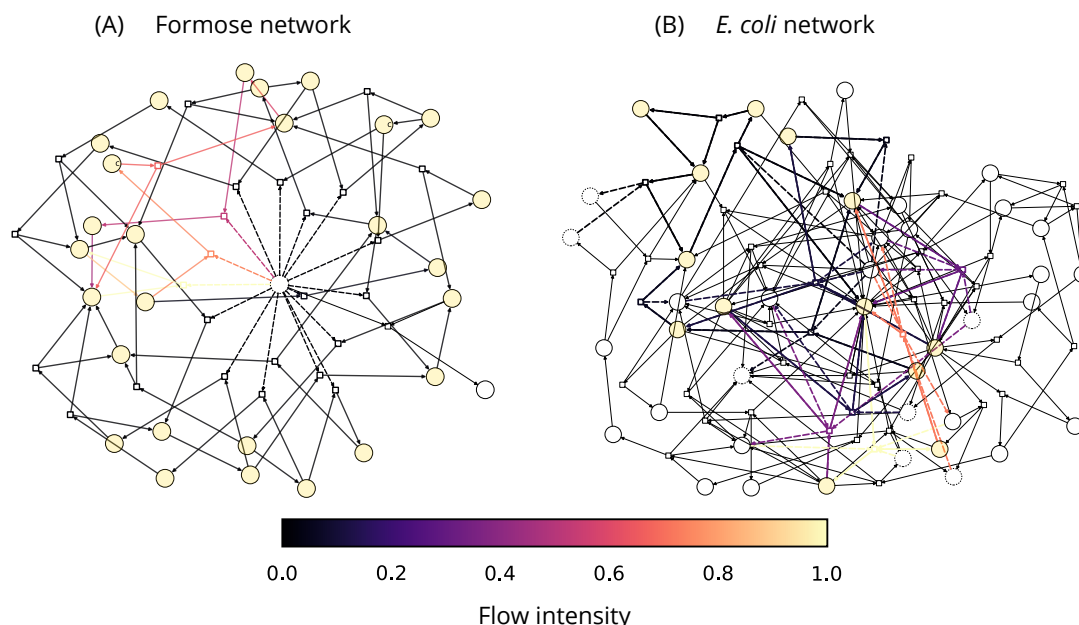 (A) Formose network
(B) E. coli network
c
c
0.0 0.2 0.4 0.6 0.8 1.0
Flow intensity